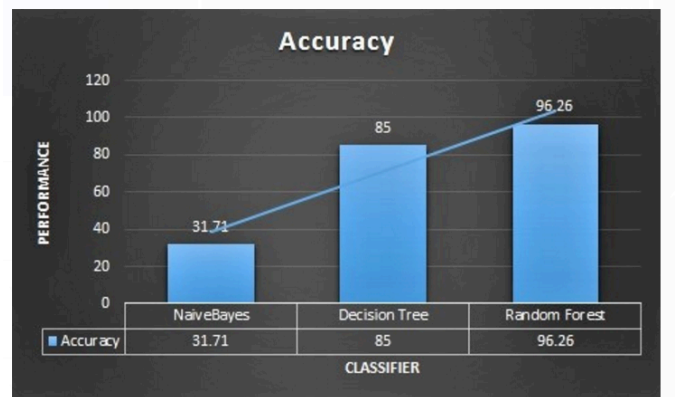 Accuracy
120
100
80
60
40
20
0
PERFORMANCE
31.71
85
96.26
NaiveBayes Decision Tree Random Forest
Accuracy 31.71 85 96.26
CLASSIFIER